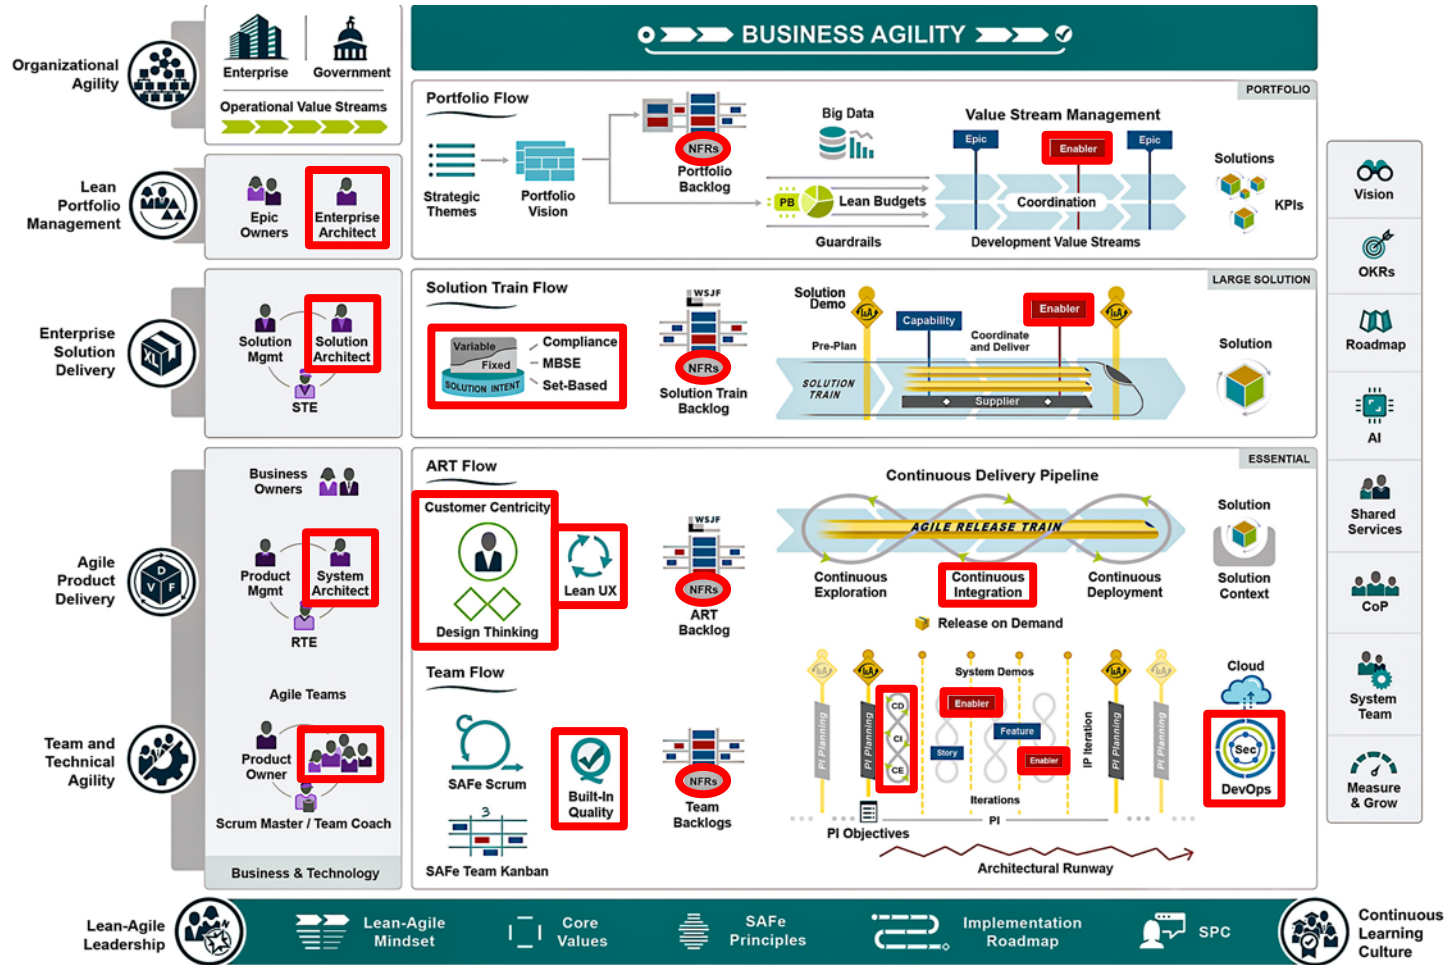 BUSINESS AGILITY
Organizational
Agility
Enterprise
Government
Operational Value Streams
Lean
Portfolio
Management
Epic
Owners
Enterprise
Architect
PORTFOLIO
Portfolio Flow
Strategic
Themes
Portfolio
Vision
NFRs
Portfolio
Backlog
Big Data
PB
Lean Budgets
Guardrails
Value Stream Management
Epic
Enabler
Epic
Coordination
Development Value Streams
Solutions
KPIs
Enterprise
Solution
Delivery
XL
Solution
Mgmt
Solution
Architect
STE
LARGE SOLUTION
Solution Train Flow
Variable
Fixed
SOLUTION INTENT
Compliance
MBSE
Set-Based
WSJF
NFRs
Solution Train
Backlog
Solution
Demo
I&A
Pre-Plan
Capability
Enabler
I&A
Coordinate
and Deliver
SOLUTION
TRAIN
Supplier
Solution
Agile
Product
Delivery
D
V
F
Business
Owners
Product
Mgmt
System
Architect
RTE
ESSENTIAL
ART Flow
Customer Centricity
Design Thinking
Lean UX
WSJF
NFRs
ART
Backlog
Continuous Delivery Pipeline
AGILE RELEASE TRAIN
Continuous
Exploration
Continuous
Integration
Continuous
Deployment
Release on Demand
Solution
Solution
Context
Team and
Technical
Agility
Agile Teams
Product
Owner
Scrum Master / Team Coach
Business & Technology
Team Flow
SAFe Scrum
3
SAFe Team Kanban
Built-In
Quality
NFRs
Team
Backlogs
I&A
I&A
I&A
I&A
System Demos
PI Planning
PI Planning
CD
CI
CE
Enabler
Story
Feature
Enabler
IP Iteration
PI Planning
PI Planning
Iterations
PI
PI Objectives
Architectural Runway
Cloud
Sec
DevOps
Vision
OKRs
Roadmap
AI
Shared
Services
CoP
System
Team
Measure
& Grow
Lean-Agile
Leadership
Lean-Agile
Mindset
Core
Values
SAFe
Principles
Implementation
Roadmap
SPC
Continuous
Learning
Culture